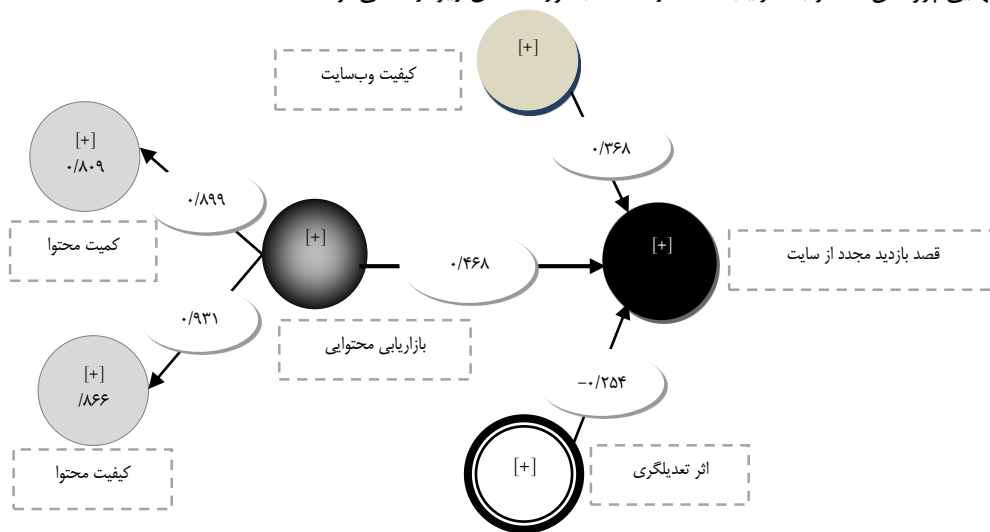 [+]
کیفیت وب‌سایت
[+]
۰/۸۰۹
۰/۳۶۸
۰/۸۹۹
کمیت محتوا
[+]
۰/۴۶۸
[+]
قصد بازدید مجدد از سایت
۰/۹۳۱
بازاریابی محتوایی
[+]
/۸۶۶
-۰/۲۵۴
کیفیت محتوا
[+]
اثر تعدیلگری